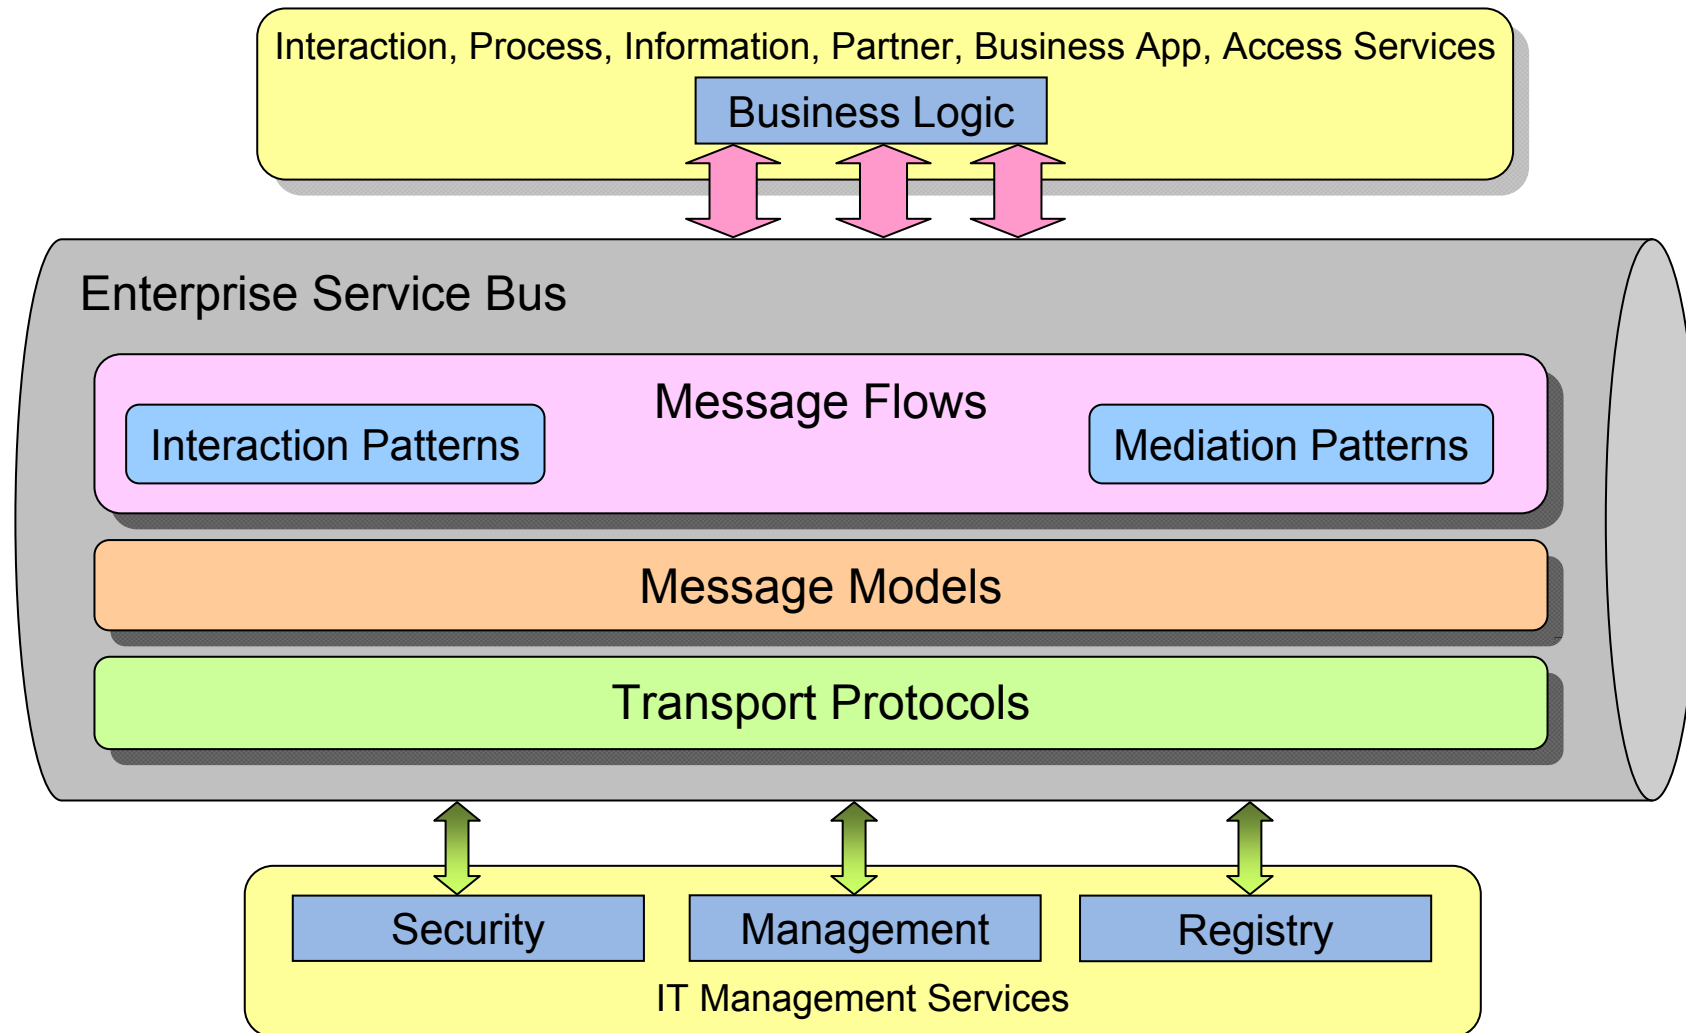 Interaction, Process, Information, Partner, Business App, Access Services
Business Logic
Enterprise Service Bus
Message Flows
Interaction Patterns
Mediation Patterns
Message Models
Transport Protocols
Security
Management
Registry
IT Management Services